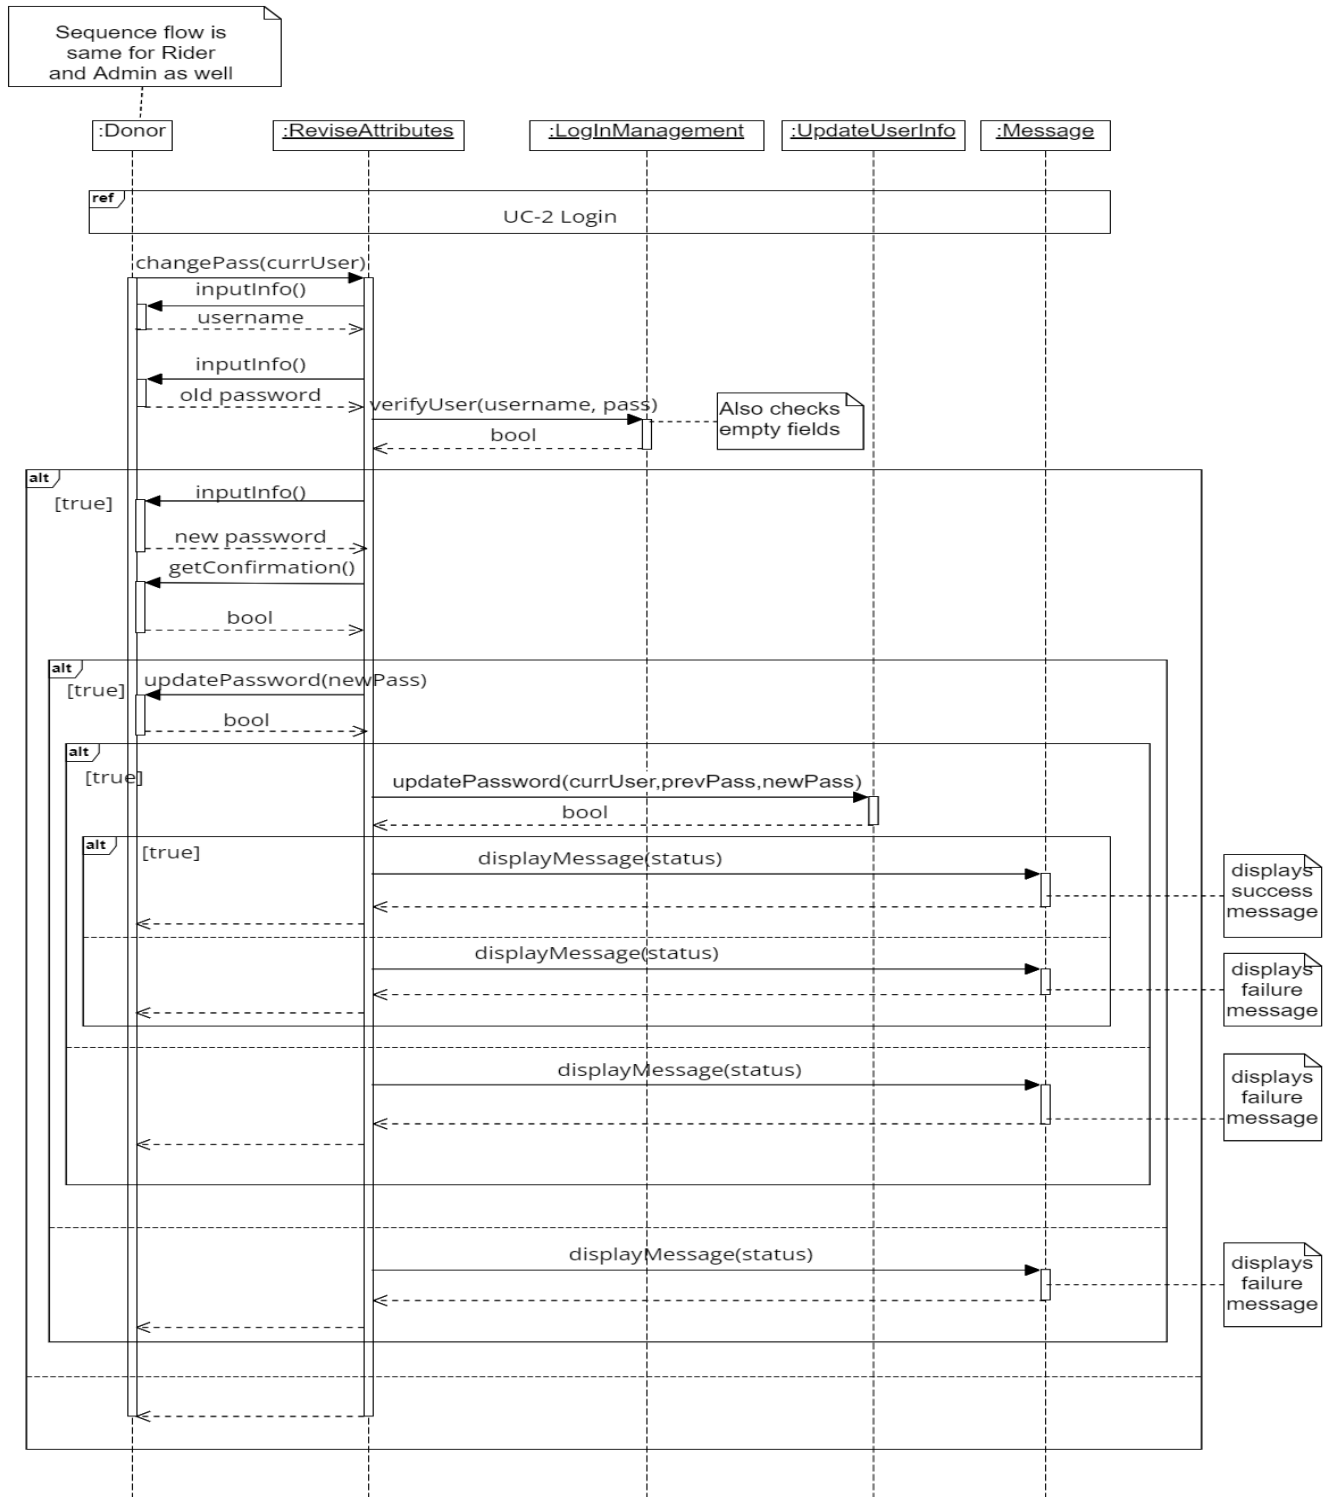 Sequence flow is
same for Rider
and Admin as well
:Donor
:ReviseAttributes
:LogInManagement
:UpdateUserInfo
:Message
ref
UC-2 Login
changePass(currUser)
inputInfo()
username
inputInfo()
old password
verifyUser(username, pass)
Also checks
empty fields
bool
alt
[true]
inputInfo()
new password
getConfirmation()
bool
alt
[true]
updatePassword(newPass)
bool
alt
[true]
updatePassword(currUser,prevPass,newPass)
bool
alt
[true]
displayMessage(status)
displays
success
message
displayMessage(status)
displays
failure
message
displayMessage(status)
displays
failure
message
displayMessage(status)
displays
failure
message